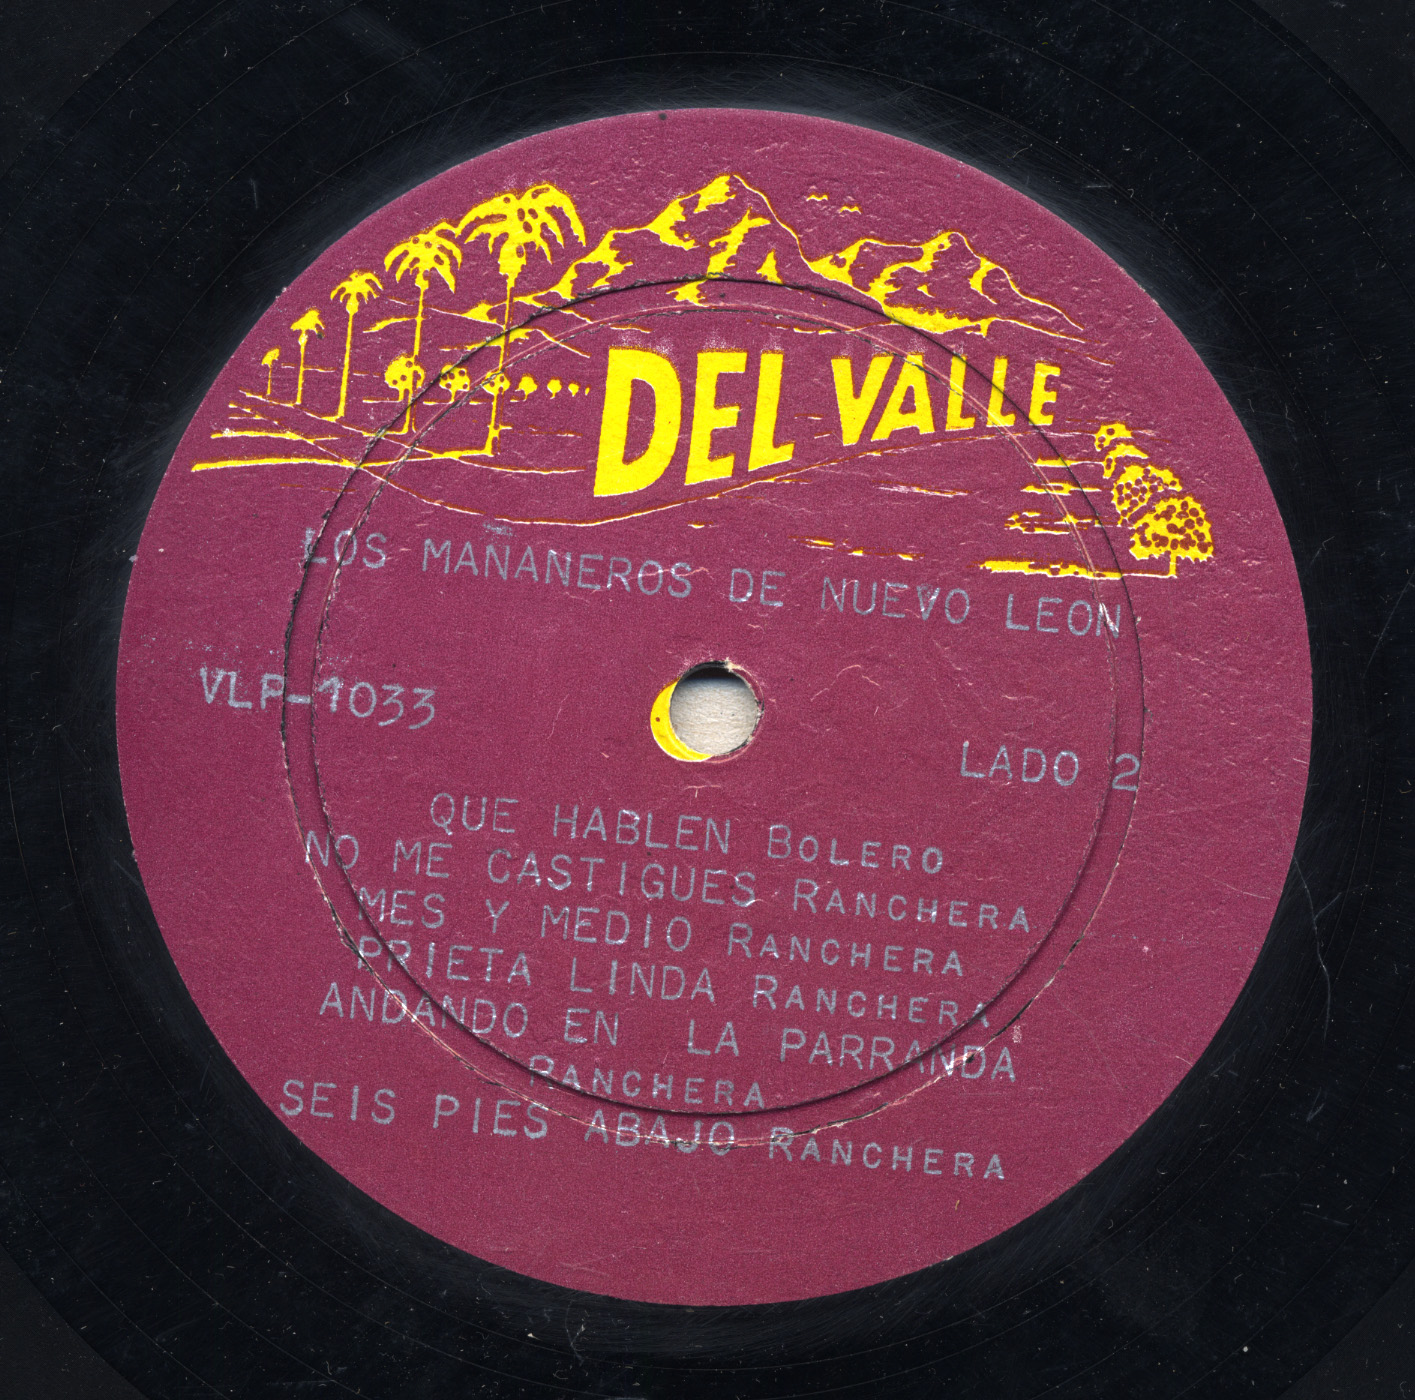 DEL VALLE
LOS MAÑANEROS DE NUEVO LEON
VLP-1033
LADO 2
QUE HABLEN BOLERO
NO ME CASTIGUES RANCHERA
MES Y MEDIO RANCHERA
PRIETA LINDA RANCHERA
ANDANDO EN LA PARRANDA
RANCHERA
SEIS PIES ABAJO RANCHERA